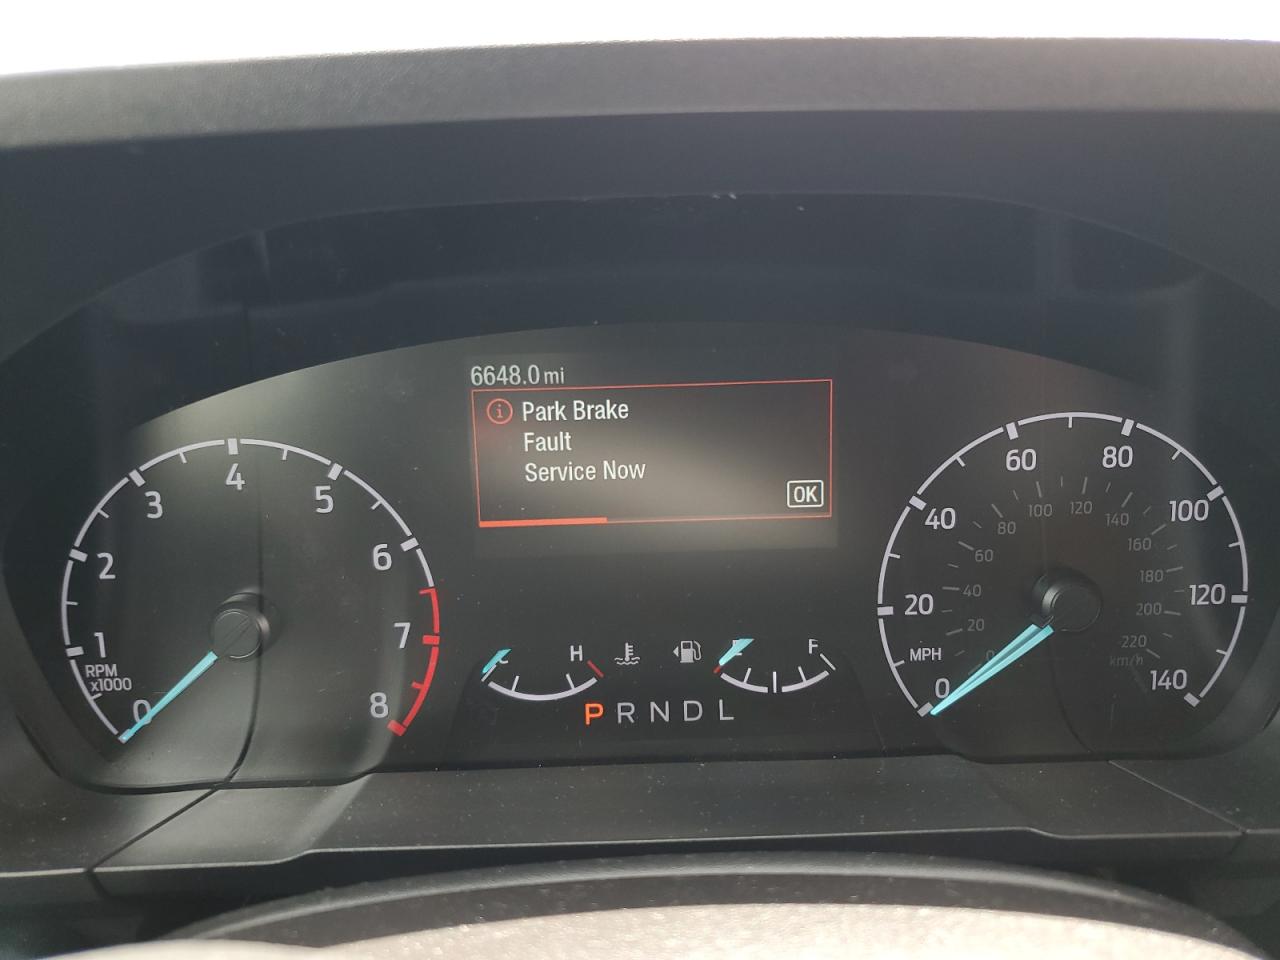 6648.0 mi
Park Brake
Fault
Service Now
OK
0 1 2 3 4 5 6 7 8
RPM
x1000
C H
E F
P R N D L
0 20 40 60 80 100 120 140
MPH
0 20 40 60 80 100 120 140 160 180 200 220
km/h